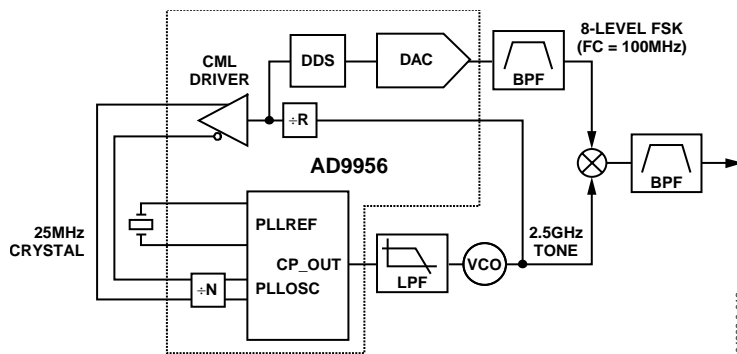 8-LEVEL FSK
(FC = 100MHz)
CML
DRIVER
DDS
DAC
BPF
÷R
AD9956
BPF
25MHz
CRYSTAL
PLLREF
CP_OUT
PLLOSC
÷N
LPF
VCO
2.5GHz
TONE